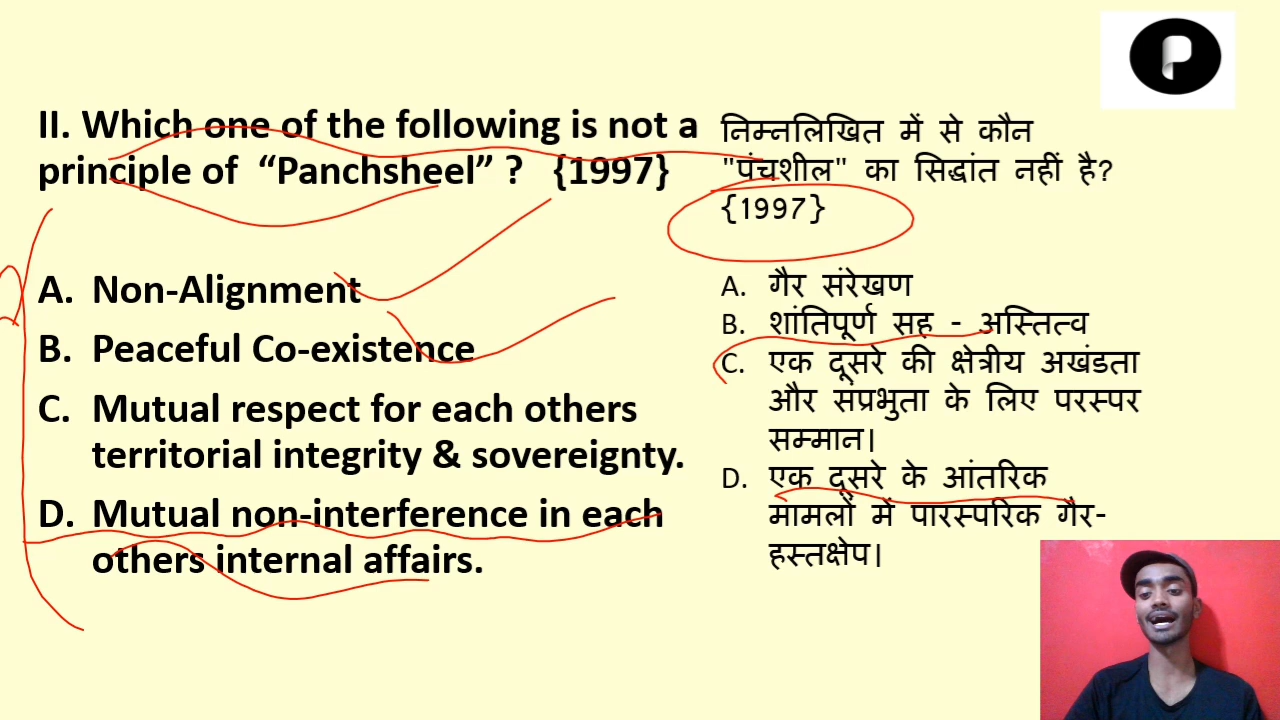 II. Which one of the following is not a
principle of “Panchsheel” ? {1997}
A. Non-Alignment
B. Peaceful Co-existence
C. Mutual respect for each others
territorial integrity & sovereignty.
D. Mutual non-interference in each
others internal affairs.
निम्नलिखित में से कौन
"पंचशील" का सिद्धांत नहीं है?
{1997}
A. गैर संरेखण
B. शांतिपूर्ण सह - अस्तित्व
C. एक दूसरे की क्षेत्रीय अखंडता
और संप्रभुता के लिए परस्पर
सम्मान।
D. एक दूसरे के आंतरिक
मामलों में पारस्परिक गैर-
हस्तक्षेप।
P